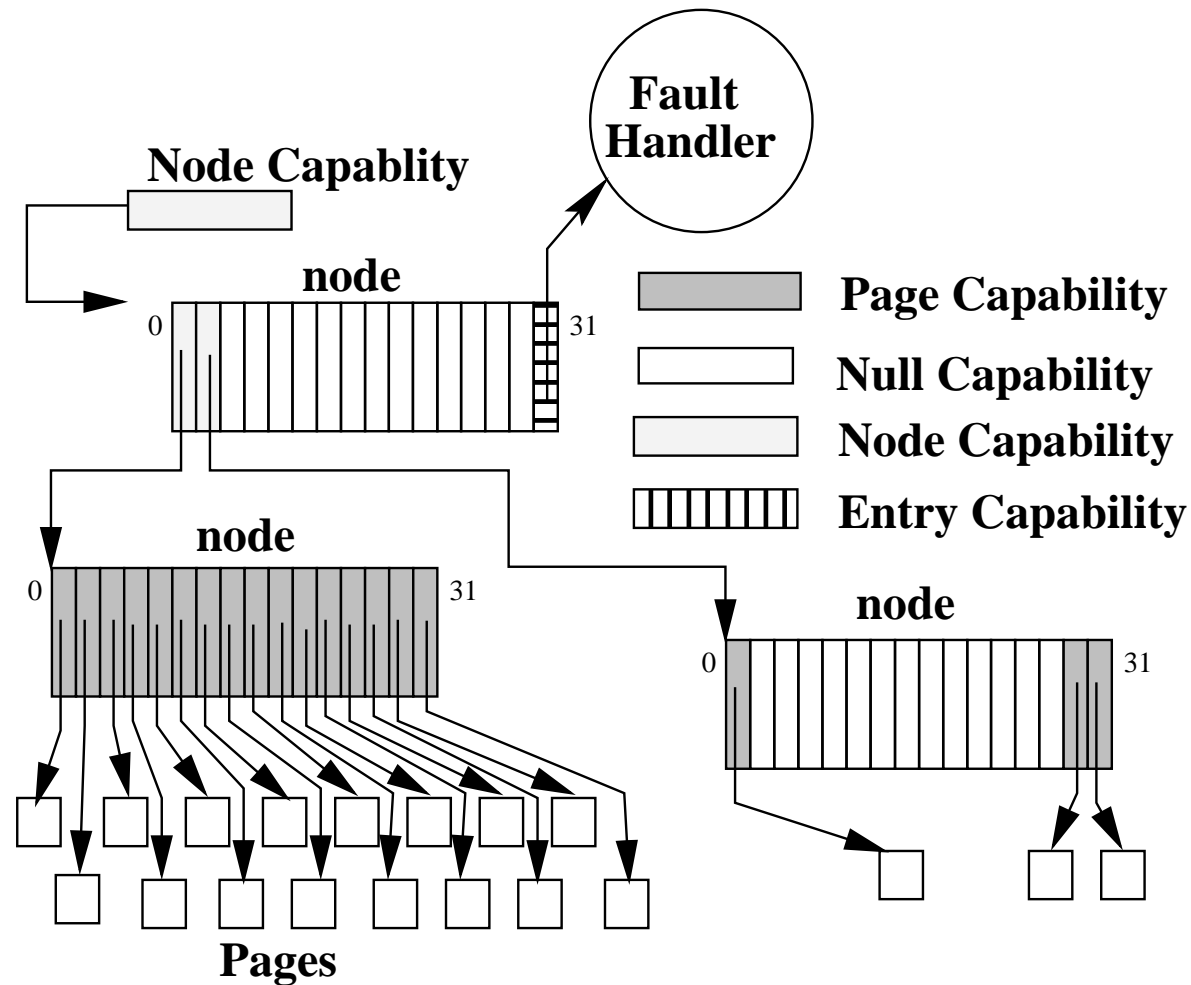 Fault
Handler
Node Capablity
node
0
31
Page Capability
Null Capability
Node Capability
Entry Capability
node
0
31
node
0
31
Pages